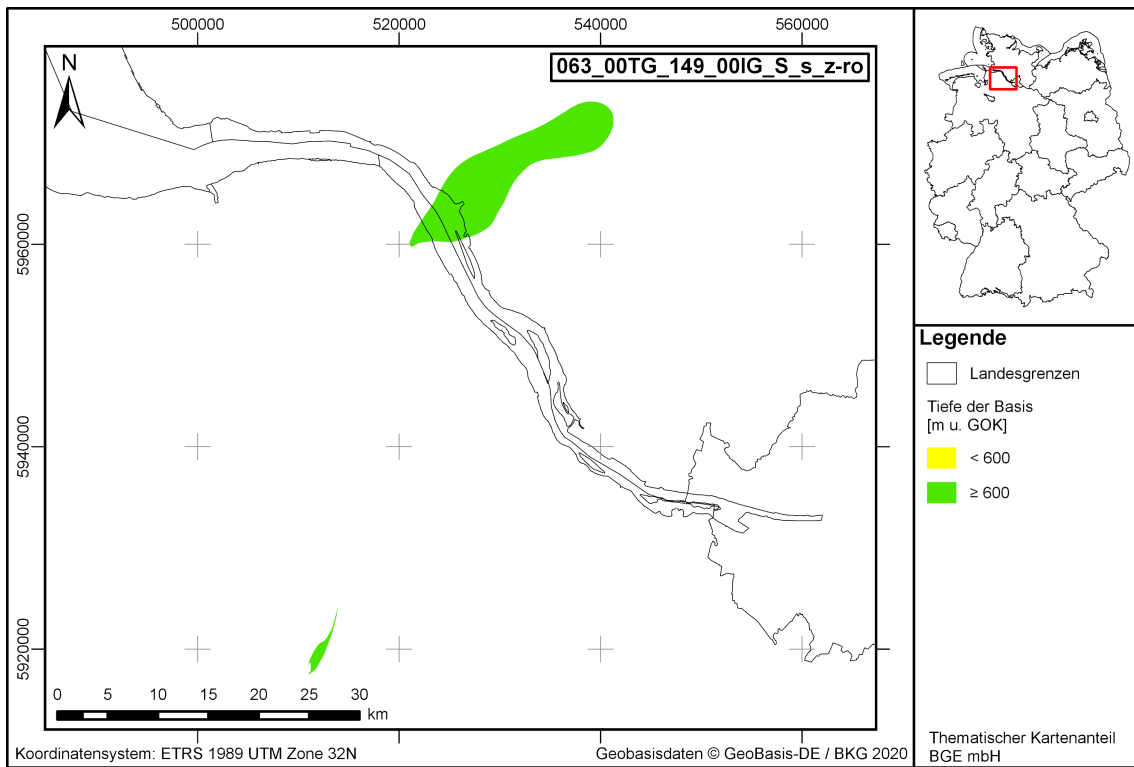 500000
520000
540000
560000
063_00TG_149_00IG_S_s_z-ro
N
5960000
5940000
5920000
0 5 10 15 20 25 30
km
Koordinatensystem: ETRS 1989 UTM Zone 32N
Geobasisdaten © GeoBasis-DE / BKG 2020
Legende
Landesgrenzen
Tiefe der Basis
[m u. GOK]
< 600
≥ 600
Thematischer Kartenanteil
BGE mbH